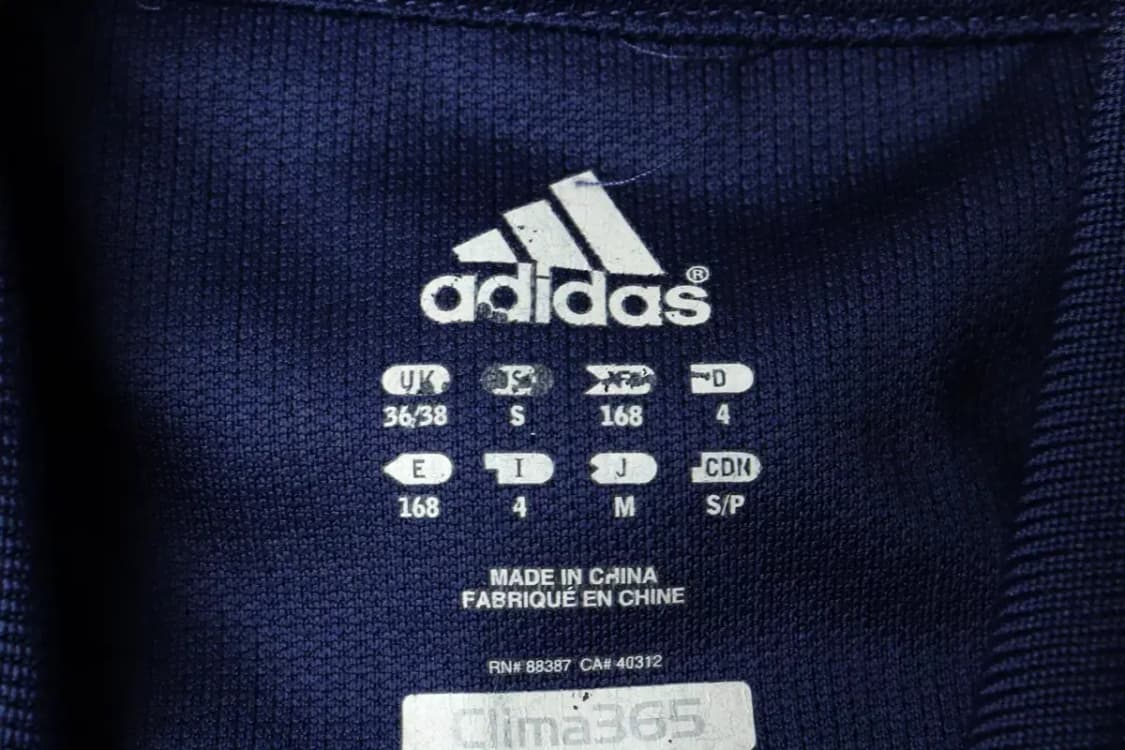 adidas®
UK S F D
36/38 S 168 4
E I J CDN
168 4 M S/P
MADE IN CHINA
FABRIQUÉ EN CHINE
RN# 88387 CA# 40312
Clima365